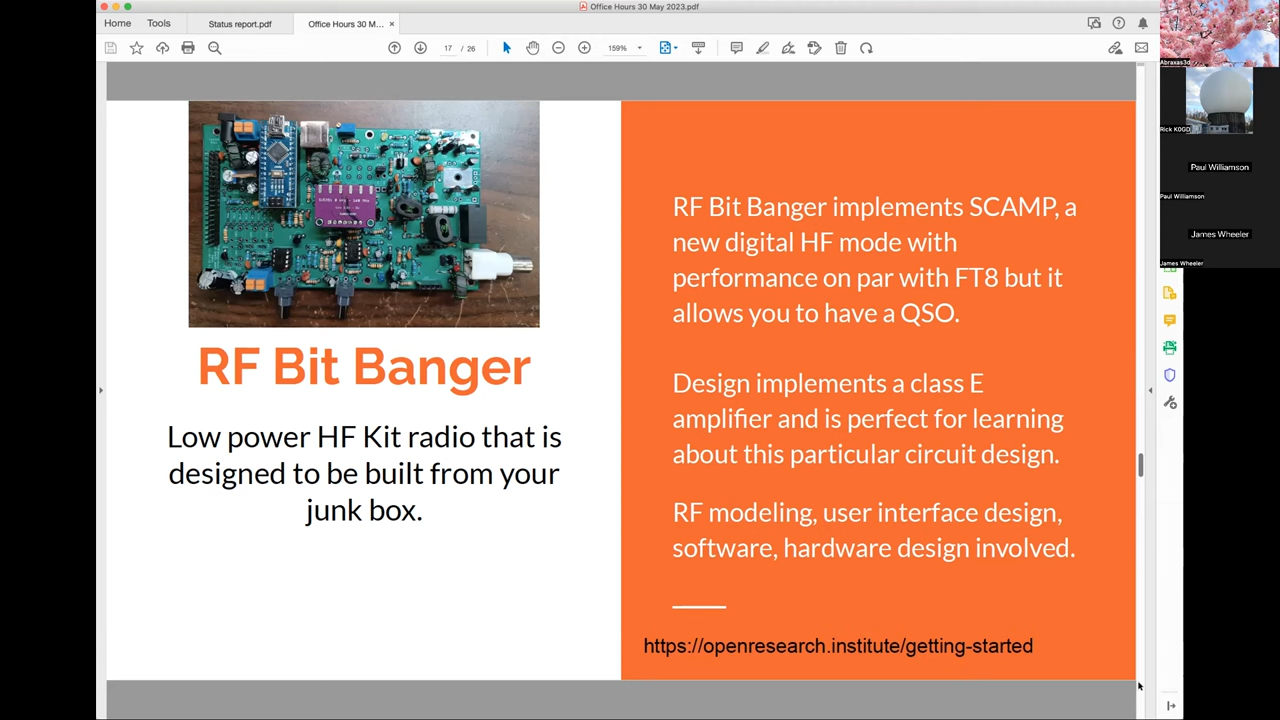 Office Hours 30 May 2023.pdf
Home
Tools
Status report.pdf
Office Hours 30 M... ×
17 / 26
159%
RF Bit Banger
Low power HF Kit radio that is
designed to be built from your
junk box.
RF Bit Banger implements SCAMP, a
new digital HF mode with
performance on par with FT8 but it
allows you to have a QSO.
Design implements a class E
amplifier and is perfect for learning
about this particular circuit design.
RF modeling, user interface design,
software, hardware design involved.
https://openresearch.institute/getting-started
Abraxas3d
Rick K0GD
Paul Williamson
Paul Williamson
James Wheeler
James Wheeler